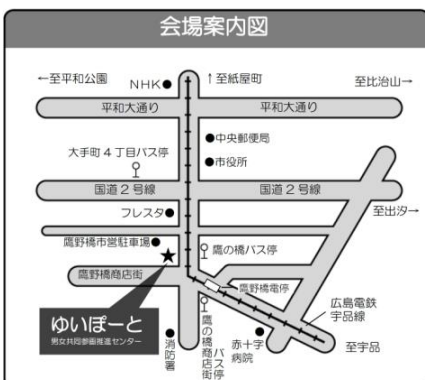 会場案内図
←至平和公園
NHK
↑至紙屋町
至比治山→
平和大通り
平和大通り
中央郵便局
大手町4丁目バス停
市役所
国道2号線
国道2号線
フレスタ
至出汐→
鷹野橋市営駐車場
鷹の橋バス停
鷹野橋商店街
鷹野橋電停
ゆいぽーと
男女共同参画推進センター
広島電鉄
宇品線
消防署
鷹の橋商店街バス停
赤十字
病院
至宇品